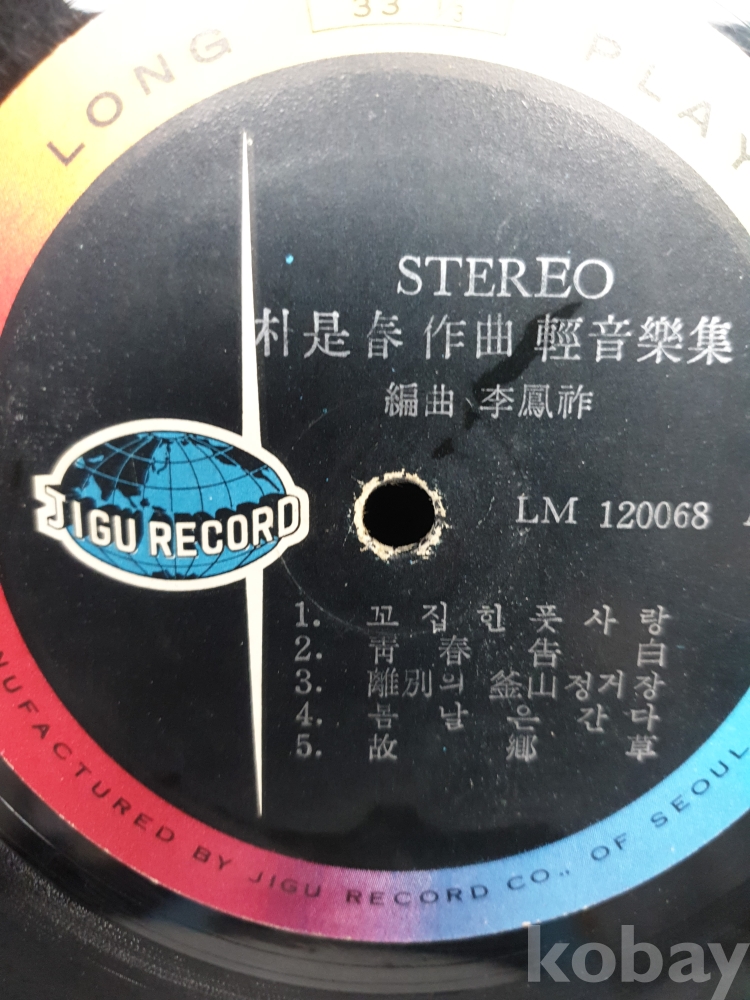 33 1/3
LONG PLAY
STEREO
朴是春 作曲 輕音樂集
編曲 李鳳祚
JIGU RECORD
LM 120068
1. 꼬집힌풋사랑
2. 靑春告白
3. 離別의 釜山정거장
4. 봄날은간다
5. 故鄕草
NUFACTURED BY JIGU RECORD CO., OF SEOUL
kobay